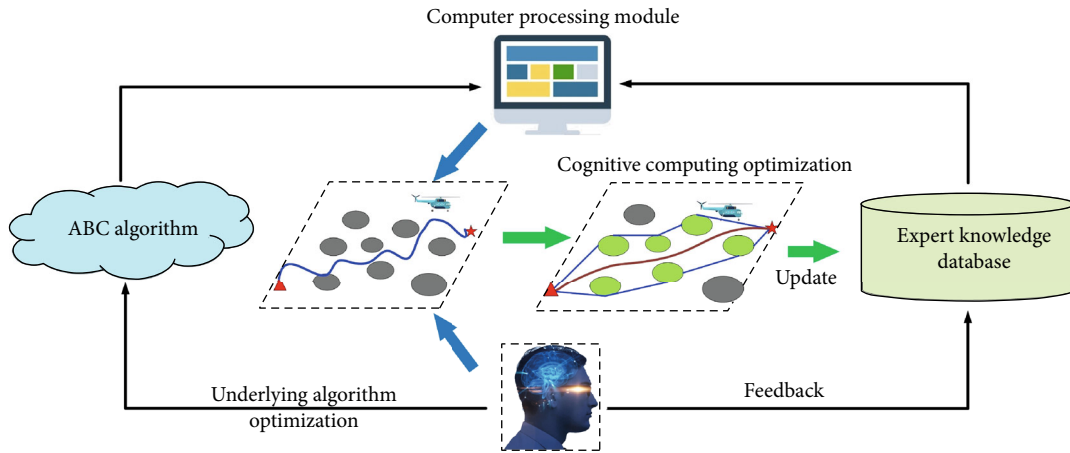 Computer processing module
Cognitive computing optimization
ABC algorithm
Expert knowledge
database
Update
Underlying algorithm
optimization
Feedback